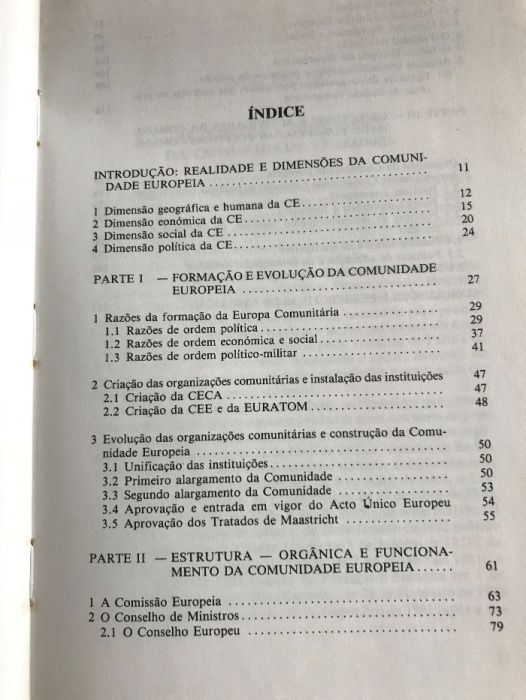 ÍNDICE
INTRODUÇÃO: REALIDADE E DIMENSÕES DA COMUNI-
DADE EUROPEIA ........................................ 11
1 Dimensão geográfica e humana da CE........................ 12
2 Dimensão económica da CE................................ 15
3 Dimensão social da CE ................................... 20
4 Dimensão política da CE.................................. 24
PARTE I — FORMAÇÃO E EVOLUÇÃO DA COMUNIDADE
EUROPEIA ................................... 27
1 Razões da formação da Europa Comunitária ................. 29
1.1 Razões de ordem política............................... 29
1.2 Razões de ordem económica e social..................... 37
1.3 Razões de ordem político-militar ........................ 41
2 Criação das organizações comunitárias e instalação das instituições 47
2.1 Criação da CECA ..................................... 47
2.2 Criação da CEE e da EURATOM........................ 48
3 Evolução das organizações comunitárias e construção da Comu-
nidade Europeia .......................................... 50
3.1 Unificação das instituições.............................. 50
3.2 Primeiro alargamento da Comunidade ................... 50
3.3 Segundo alargamento da Comunidade ................... 53
3.4 Aprovação e entrada em vigor do Acto Único Europeu 54
3.5 Aprovação dos Tratados de Maastricht .................. 55
PARTE II — ESTRUTURA — ORGÂNICA E FUNCIONA-
MENTO DA COMUNIDADE EUROPEIA...... 61
1 A Comissão Europeia ..................................... 63
2 O Conselho de Ministros................................... 73
2.1 O Conselho Europeu .................................. 79